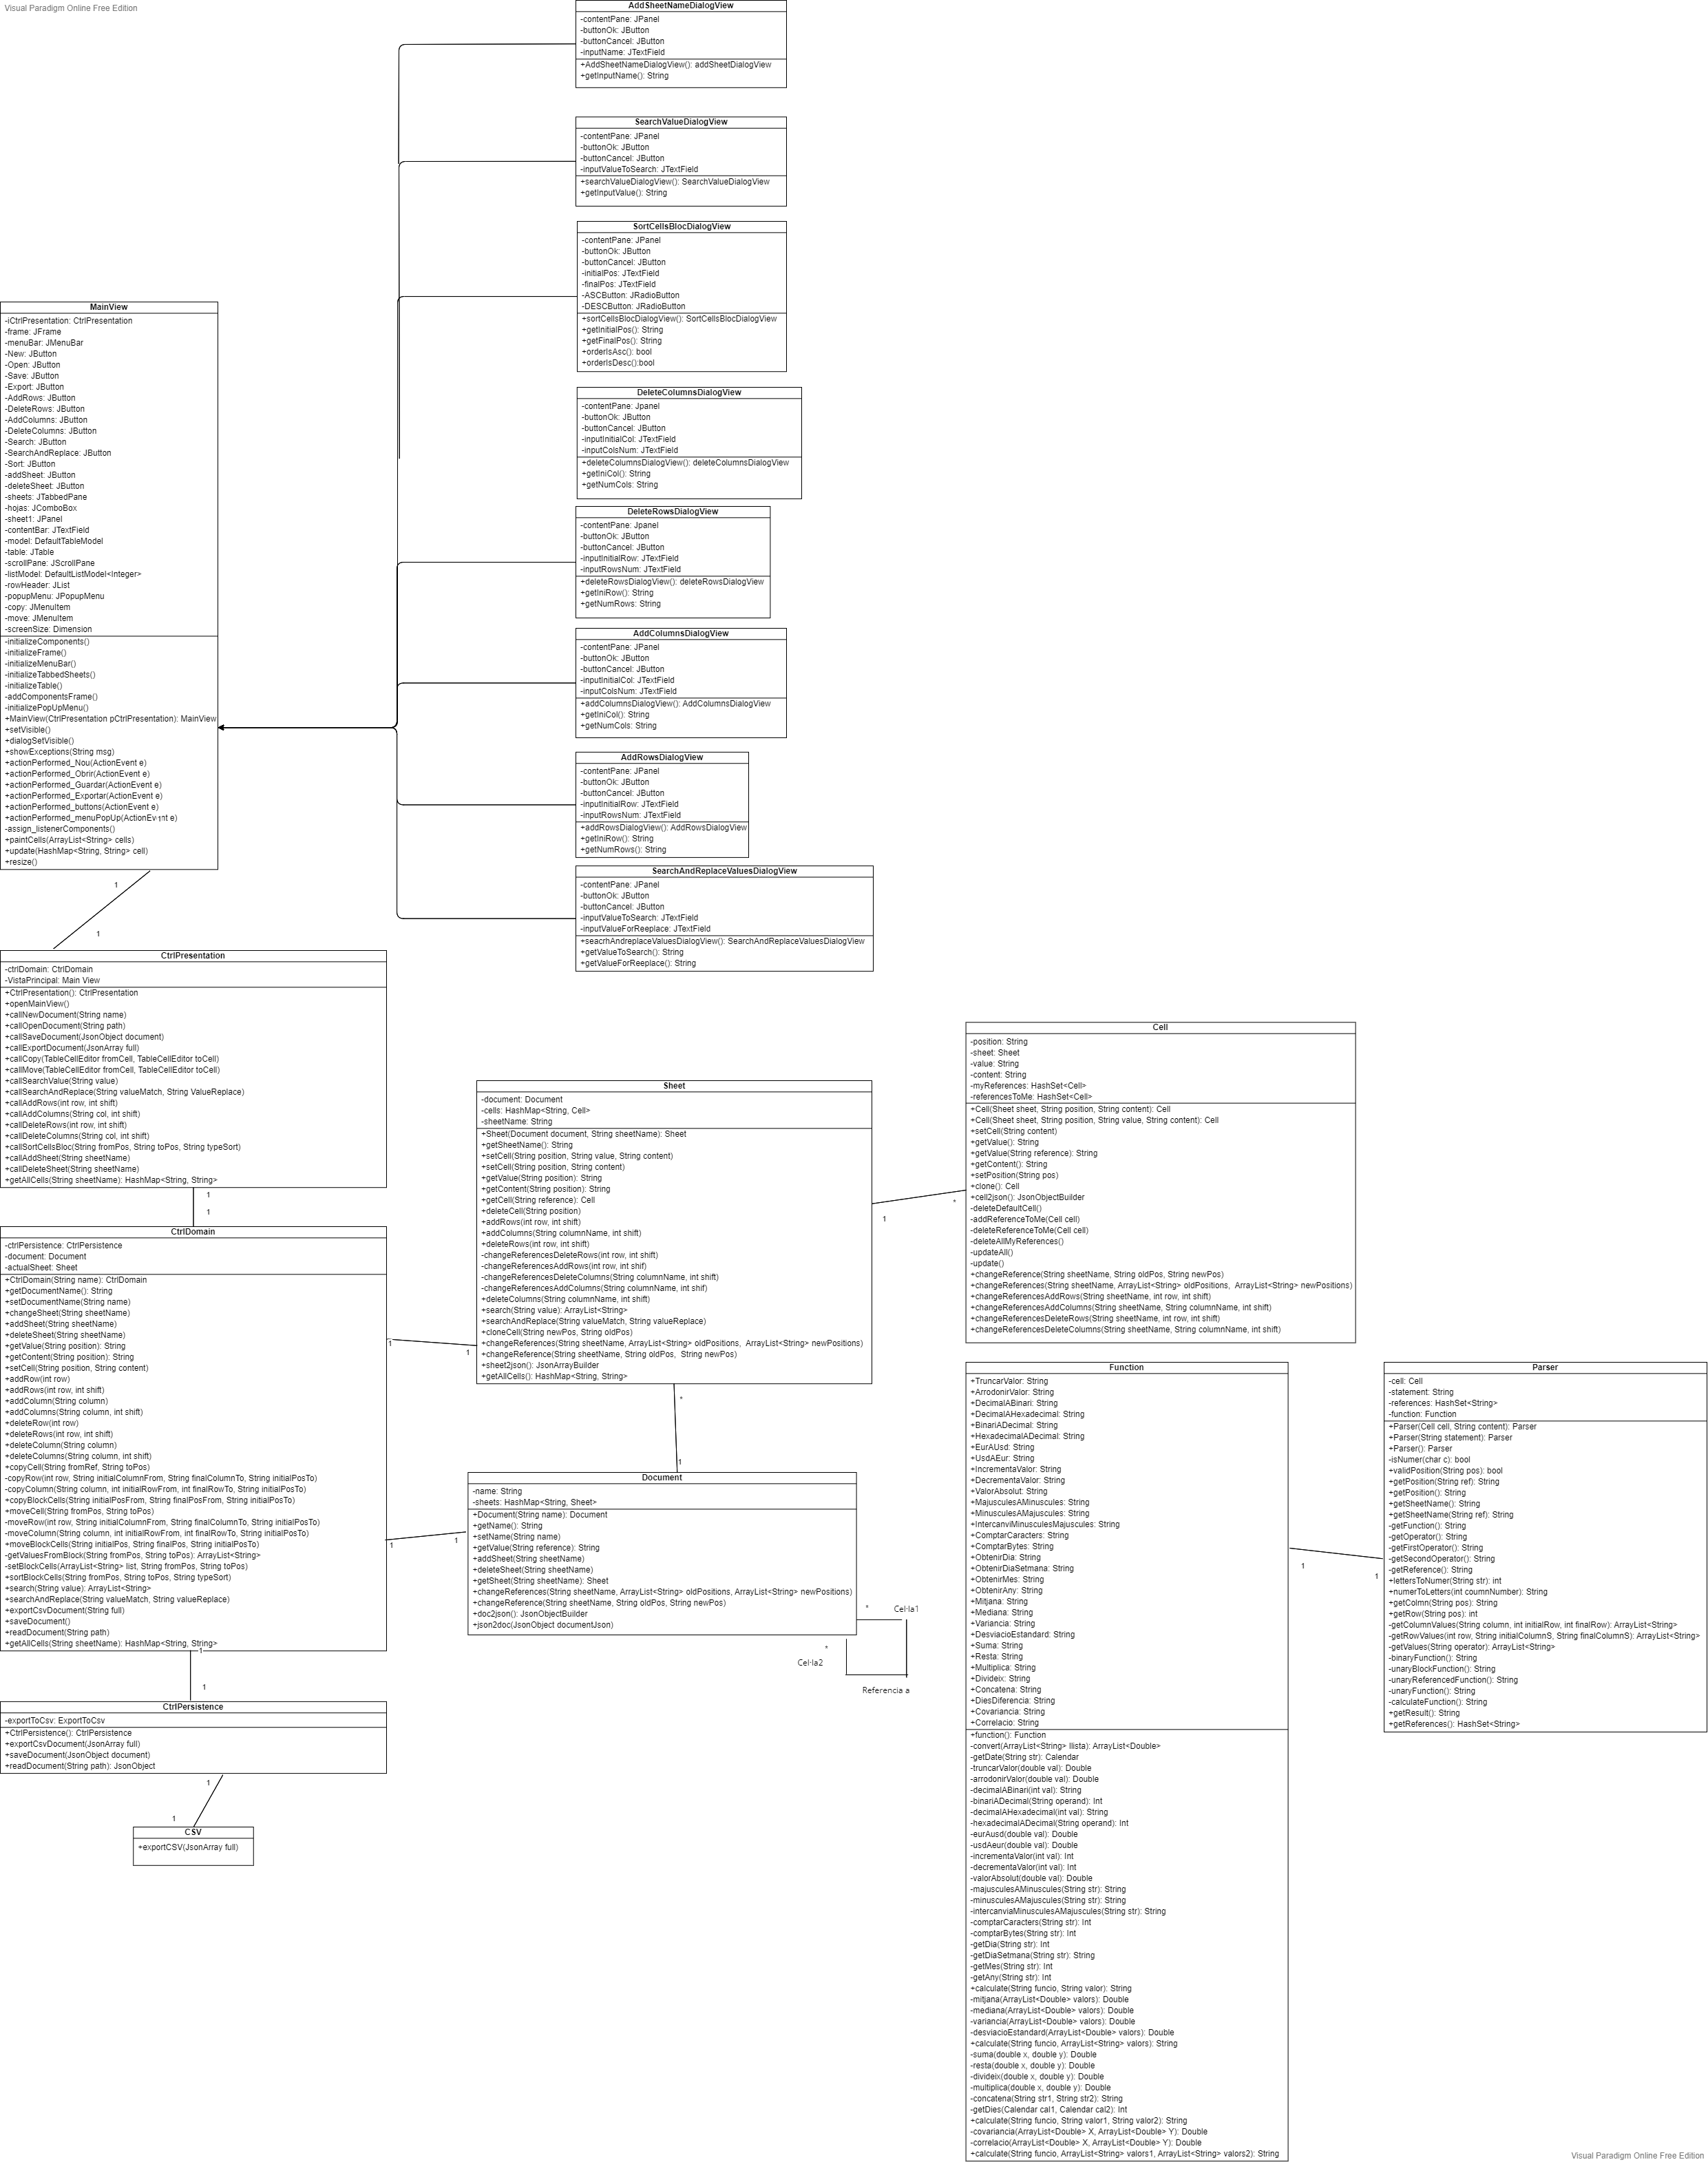 Visual Paradigm Online Free Edition
AddSheetNameDialogView
-contentPane: JPanel
-buttonOk: JButton
-buttonCancel: JButton
-inputName: JTextField
+AddSheetNameDialogView(): addSheetDialogView
+getInputName(): String
SearchValueDialogView
-contentPane: JPanel
-buttonOk: JButton
-buttonCancel: JButton
-inputValueToSearch: JTextField
+searchValueDialogView(): SearchValueDialogView
+getInputValue(): String
SortCellsBlocDialogView
-contentPane: JPanel
-buttonOk: JButton
-buttonCancel: JButton
-initialPos: JTextField
-finalPos: JTextField
-ASCButton: JRadioButton
-DESCButton: JRadioButton
+sortCellsBlocDialogView(): SortCellsBlocDialogView
+getInitialPos(): String
+getFinalPos(): String
+orderIsAsc(): bool
+orderIsDesc():bool
DeleteColumnsDialogView
-contentPane: Jpanel
-buttonOk: JButton
-buttonCancel: JButton
-inputInitialCol: JTextField
-inputColsNum: JTextField
+deleteColumnsDialogView(): deleteColumnsDialogView
+getIniCol(): String
+getNumCols: String
DeleteRowsDialogView
-contentPane: Jpanel
-buttonOk: JButton
-buttonCancel: JButton
-inputInitialRow: JTextField
-inputRowsNum: JTextField
+deleteRowsDialogView(): deleteRowsDialogView
+getIniRow(): String
+getNumRows: String
AddColumnsDialogView
-contentPane: JPanel
-buttonOk: JButton
-buttonCancel: JButton
-inputInitialCol: JTextField
-inputColsNum: JTextField
+addColumnsDialogView(): AddColumnsDialogView
+getIniCol(): String
+getNumCols: String
AddRowsDialogView
-contentPane: JPanel
-buttonOk: JButton
-buttonCancel: JButton
-inputInitialRow: JTextField
-inputRowsNum: JTextField
+addRowsDialogView(): AddRowsDialogView
+getIniRow(): String
+getNumRows(): String
SearchAndReplaceValuesDialogView
-contentPane: JPanel
-buttonOk: JButton
-buttonCancel: JButton
-inputValueToSearch: JTextField
-inputValueForReeplace: JTextField
+seacrhAndreplaceValuesDialogView(): SearchAndReplaceValuesDialogView
+getValueToSearch(): String
+getValueForReeplace(): String
MainView
-iCtrlPresentation: CtrlPresentation
-frame: JFrame
-menuBar: JMenuBar
-New: JButton
-Open: JButton
-Save: JButton
-Export: JButton
-AddRows: JButton
-DeleteRows: JButton
-AddColumns: JButton
-DeleteColumns: JButton
-Search: JButton
-SearchAndReplace: JButton
-Sort: JButton
-addSheet: JButton
-deleteSheet: JButton
-sheets: JTabbedPane
-hojas: JComboBox
-sheet1: JPanel
-contentBar: JTextField
-model: DefaultTableModel
-table: JTable
-scrollPane: JScrollPane
-listModel: DefaultListModel<Integer>
-rowHeader: JList
-popupMenu: JPopupMenu
-copy: JMenuItem
-move: JMenuItem
-screenSize: Dimension
-initializeComponents()
-initializeFrame()
-initializeMenuBar()
-initializeTabbedSheets()
-initializeTable()
-addComponentsFrame()
-initializePopUpMenu()
+MainView(CtrlPresentation pCtrlPresentation): MainView
+setVisible()
+dialogSetVisible()
+showExceptions(String msg)
+actionPerformed_Nou(ActionEvent e)
+actionPerformed_Obrir(ActionEvent e)
+actionPerformed_Guardar(ActionEvent e)
+actionPerformed_Exportar(ActionEvent e)
+actionPerformed_buttons(ActionEvent e)
+actionPerformed_menuPopUp(ActionEvent e)
1
-assign_listenerComponents()
+paintCells(ArrayList<String> cells)
+update(HashMap<String, String> cell)
+resize()
1
1
CtrlPresentation
-ctrlDomain: CtrlDomain
-VistaPrincipal: Main View
+CtrlPresentation(): CtrlPresentation
+openMainView()
+callNewDocument(String name)
+callOpenDocument(String path)
+callSaveDocument(JsonObject document)
+callExportDocument(JsonArray full)
+callCopy(TableCellEditor fromCell, TableCellEditor toCell)
+callMove(TableCellEditor fromCell, TableCellEditor toCell)
+callSearchValue(String value)
+callSearchAndReplace(String valueMatch, String ValueReplace)
+callAddRows(int row, int shift)
+callAddColumns(String col, int shift)
+callDeleteRows(int row, int shift)
+callDeleteColumns(String col, int shift)
+callSortCellsBloc(String fromPos, String toPos, String typeSort)
+callAddSheet(String sheetName)
+callDeleteSheet(String sheetName)
+getAllCells(String sheetName): HashMap<String, String>
1
1
CtrlDomain
-ctrlPersistence: CtrlPersistence
-document: Document
-actualSheet: Sheet
+CtrlDomain(String name): CtrlDomain
+getDocumentName(): String
+setDocumentName(String name)
+changeSheet(String sheetName)
+addSheet(String sheetName)
+deleteSheet(String sheetName)
+getValue(String position): String
+getContent(String position): String
+setCell(String position, String content)
+addRow(int row)
+addRows(int row, int shift)
+addColumn(String column)
+addColumns(String column, int shift)
+deleteRow(int row)
+deleteRows(int row, int shift)
+deleteColumn(String column)
+deleteColumns(String column, int shift)
+copyCell(String fromRef, String toPos)
-copyRow(int row, String initialColumnFrom, String finalColumnTo, String initialPosTo)
-copyColumn(String column, int initialRowFrom, int finalRowTo, String initialPosTo)
+copyBlockCells(String initialPosFrom, String finalPosFrom, String initialPosTo)
+moveCell(String fromPos, String toPos)
-moveRow(int row, String initialColumnFrom, String finalColumnTo, String initialPosTo)
-moveColumn(String column, int initialRowFrom, int finalRowTo, String initialPosTo)
+moveBlockCells(String initialPos, String finalPos, String initialPosTo)
-getValuesFromBlock(String fromPos, String toPos): ArrayList<String>
-setBlockCells(ArrayList<String> list, String fromPos, String toPos)
+sortBlockCells(String fromPos, String toPos, String typeSort)
+search(String value): ArrayList<String>
+searchAndReplace(String valueMatch, String valueReplace)
+exportCsvDocument(String full)
+saveDocument()
+readDocument(String path)
+getAllCells(String sheetName): HashMap<String, String>
1
1
CtrlPersistence
-exportToCsv: ExportToCsv
+CtrlPersistence(): CtrlPersistence
+exportCsvDocument(JsonArray full)
+saveDocument(JsonObject document)
+readDocument(String path): JsonObject
1
1
CSV
+exportCSV(JsonArray full)
Sheet
-document: Document
-cells: HashMap<String, Cell>
-sheetName: String
+Sheet(Document document, String sheetName): Sheet
+getSheetName(): String
+setCell(String position, String value, String content)
+setCell(String position, String content)
+getValue(String position): String
+getContent(String position): String
+getCell(String reference): Cell
+deleteCell(String position)
+addRows(int row, int shift)
+addColumns(String columnName, int shift)
+deleteRows(int row, int shift)
-changeReferencesDeleteRows(int row, int shift)
-changeReferencesAddRows(int row, int shif)
-changeReferencesDeleteColumns(String columnName, int shift)
-changeReferencesAddColumns(String columnName, int shif)
+deleteColumns(String columnName, int shift)
+search(String value): ArrayList<String>
+searchAndReplace(String valueMatch, String valueReplace)
+cloneCell(String newPos, String oldPos)
+changeReferences(String sheetName, ArrayList<String> oldPositions, ArrayList<String> newPositions)
+changeReference(String sheetName, String oldPos, String newPos)
+sheet2json(): JsonArrayBuilder
+getAllCells(): HashMap<String, String>
1
1
1
*
*
1
Document
-name: String
-sheets: HashMap<String, Sheet>
+Document(String name): Document
+getName(): String
+setName(String name)
+getValue(String reference): String
+addSheet(String sheetName)
+deleteSheet(String sheetName)
+getSheet(String sheetName): Sheet
+changeReferences(String sheetName, ArrayList<String> oldPositions, ArrayList<String> newPositions)
+changeReference(String sheetName, String oldPos, String newPos)
+doc2json(): JsonObjectBuilder
+json2doc(JsonObject documentJson)
1
1
*
Cel·la1
*
Cel·la2
Referencia a
Cell
-position: String
-sheet: Sheet
-value: String
-content: String
-myReferences: HashSet<Cell>
-referencesToMe: HashSet<Cell>
+Cell(Sheet sheet, String position, String content): Cell
+Cell(Sheet sheet, String position, String value, String content): Cell
+setCell(String content)
+getValue(): String
+getValue(String reference): String
+getContent(): String
+setPosition(String pos)
+clone(): Cell
+cell2json(): JsonObjectBuilder
-deleteDefaultCell()
-addReferenceToMe(Cell cell)
-deleteReferenceToMe(Cell cell)
-deleteAllMyReferences()
-updateAll()
-update()
+changeReference(String sheetName, String oldPos, String newPos)
+changeReferences(String sheetName, ArrayList<String> oldPositions, ArrayList<String> newPositions)
+changeReferencesAddRows(String sheetName, int row, int shift)
+changeReferencesAddColumns(String sheetName, String columnName, int shift)
+changeReferencesDeleteRows(String sheetName, int row, int shift)
+changeReferencesDeleteColumns(String sheetName, String columnName, int shift)
Function
+TruncarValor: String
+ArrodonirValor: String
+DecimalABinari: String
+DecimalAHexadecimal: String
+BinariADecimal: String
+HexadecimalADecimal: String
+EurAUsd: String
+UsdAEur: String
+IncrementaValor: String
+DecrementaValor: String
+ValorAbsolut: String
+MajusculesAMinuscules: String
+MinusculesAMajuscules: String
+IntercanviMinusculesMajuscules: String
+ComptarCaracters: String
+ComptarBytes: String
+ObtenirDia: String
+ObtenirDiaSetmana: String
+ObtenirMes: String
+ObtenirAny: String
+Mitjana: String
+Mediana: String
+Variancia: String
+DesviacioEstandard: String
+Suma: String
+Resta: String
+Multiplica: String
+Divideix: String
+Concatena: String
+DiesDiferencia: String
+Covariancia: String
+Correlacio: String
+function(): Function
-convert(ArrayList<String> llista): ArrayList<Double>
-getDate(String str): Calendar
-truncarValor(double val): Double
-arrodonirValor(double val): Double
-decimalABinari(int val): String
-binariADecimal(String operand): Int
-decimalAHexadecimal(int val): String
-hexadecimalADecimal(String operand): Int
-eurAusd(double val): Double
-usdAeur(double val): Double
-incrementaValor(int val): Int
-decrementaValor(int val): Int
-valorAbsolut(double val): Double
-majusculesAMinuscules(String str): String
-minusculesAMajuscules(String str): String
-intercanviaMinusculesAMajuscules(String str): String
-comptarCaracters(String str): Int
-comptarBytes(String str): Int
-getDia(String str): Int
-getDiaSetmana(String str): String
-getMes(String str): Int
-getAny(String str): Int
+calculate(String funcio, String valor): String
-mitjana(ArrayList<Double> valors): Double
-mediana(ArrayList<Double> valors): Double
-variancia(ArrayList<Double> valors): Double
-desviacioEstandard(ArrayList<Double> valors): Double
+calculate(String funcio, ArrayList<String> valors): String
-suma(double x, double y): Double
-resta(double x, double y): Double
-divideix(double x, double y): Double
-multiplica(double x, double y): Double
-concatena(String str1, String str2): String
-getDies(Calendar cal1, Calendar cal2): Int
+calculate(String funcio, String valor1, String valor2): String
-covariancia(ArrayList<Double> X, ArrayList<Double> Y): Double
-correlacio(ArrayList<Double> X, ArrayList<Double> Y): Double
+calculate(String funcio, ArrayList<String> valors1, ArrayList<String> valors2): String
1
1
Parser
-cell: Cell
-statement: String
-references: HashSet<String>
-function: Function
+Parser(Cell cell, String content): Parser
+Parser(String statement): Parser
+Parser(): Parser
-isNumer(char c): bool
+validPosition(String pos): bool
+getPosition(String ref): String
+getPosition(): String
+getSheetName(): String
+getSheetName(String ref): String
-getFunction(): String
-getOperator(): String
-getFirstOperator(): String
-getSecondOperator(): String
-getReference(): String
+lettersToNumer(String str): int
+numerToLetters(int coumnNumber): String
+getColmn(String pos): String
+getRow(String pos): int
-getColumnValues(String column, int initialRow, int finalRow): ArrayList<String>
-getRowValues(int row, String initialColumnS, String finalColumnS): ArrayList<String>
-getValues(String operator): ArrayList<String>
-binaryFunction(): String
-unaryBlockFunction(): String
-unaryReferencedFunction(): String
-unaryFunction(): String
-calculateFunction(): String
+getResult(): String
+getReferences(): HashSet<String>
Visual Paradigm Online Free Edition